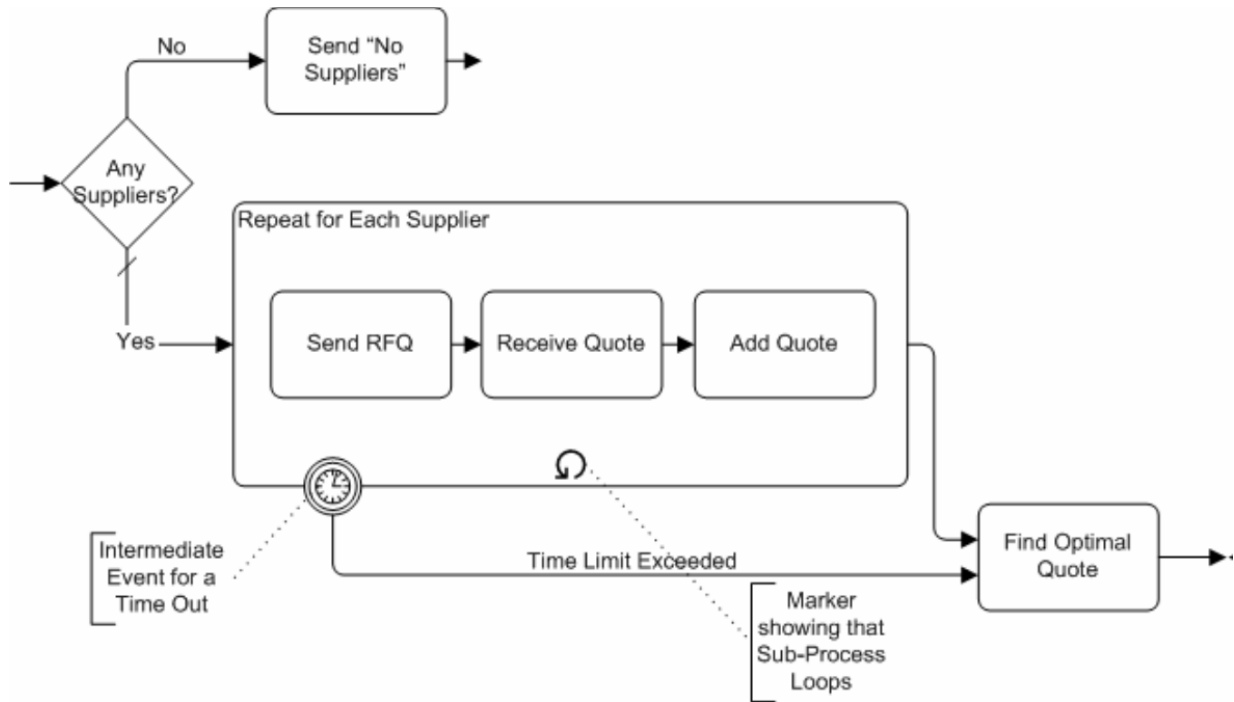 No
Send “No
Suppliers”
Any
Suppliers?
Repeat for Each Supplier
Yes
Send RFQ
Receive Quote
Add Quote
Intermediate
Event for a
Time Out
Time Limit Exceeded
Find Optimal
Quote
Marker
showing that
Sub-Process
Loops